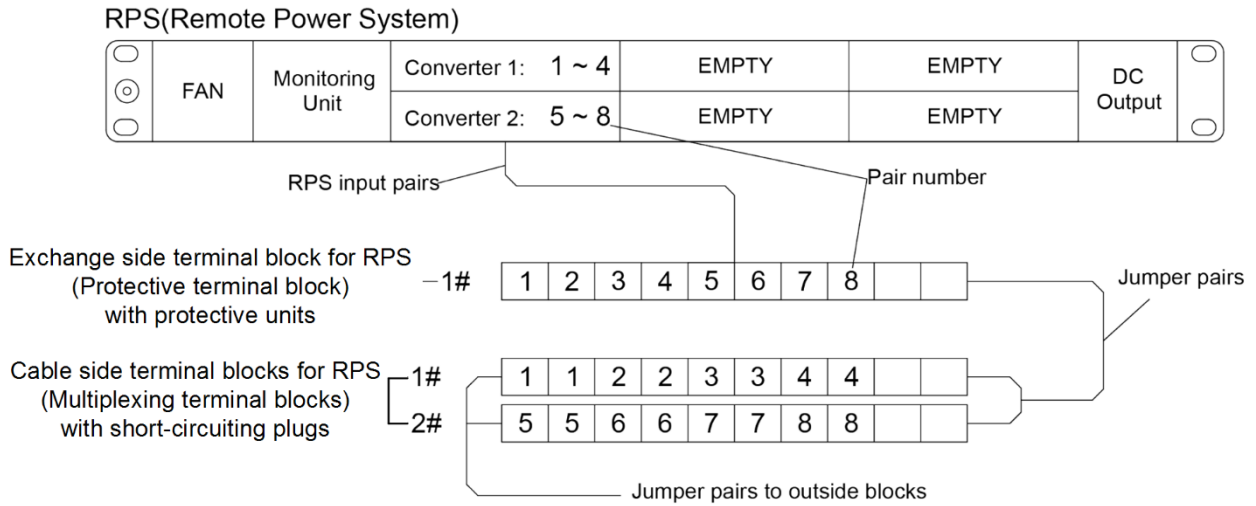 RPS(Remote Power System)
FAN
Monitoring
Unit
Converter 1: 1 ~ 4
EMPTY
EMPTY
Converter 2: 5 ~ 8
EMPTY
EMPTY
DC
Output
RPS input pairs
Pair number
Exchange side terminal block for RPS
(Protective terminal block)
with protective units
1#
1 2 3 4 5 6 7 8
Jumper pairs
Cable side terminal blocks for RPS
(Multiplexing terminal blocks)
with short-circuiting plugs
1#
1 1 2 2 3 3 4 4
2#
5 5 6 6 7 7 8 8
Jumper pairs to outside blocks